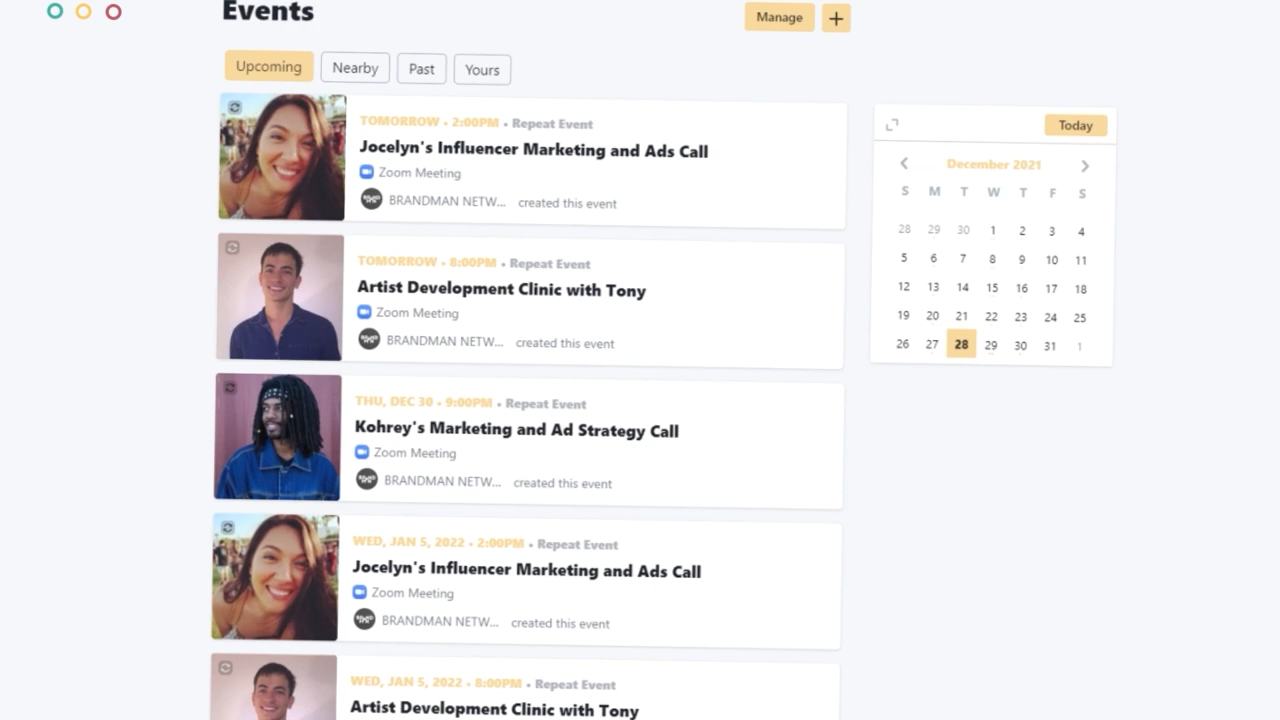 Events
Manage
+
Upcoming
Nearby
Past
Yours
TOMORROW • 2:00PM • Repeat Event
Jocelyn's Influencer Marketing and Ads Call
Zoom Meeting
BRANDMAN NETW... created this event
TOMORROW • 8:00PM • Repeat Event
Artist Development Clinic with Tony
Zoom Meeting
BRANDMAN NETW... created this event
THU, DEC 30 • 9:00PM • Repeat Event
Kohrey's Marketing and Ad Strategy Call
Zoom Meeting
BRANDMAN NETW... created this event
WED, JAN 5, 2022 • 2:00PM • Repeat Event
Jocelyn's Influencer Marketing and Ads Call
Zoom Meeting
BRANDMAN NETW... created this event
WED, JAN 5, 2022 • 8:00PM • Repeat Event
Artist Development Clinic with Tony
Today
December 2021
S M T W T F S
28 29 30 1 2 3 4
5 6 7 8 9 10 11
12 13 14 15 16 17 18
19 20 21 22 23 24 25
26 27 28 29 30 31 1